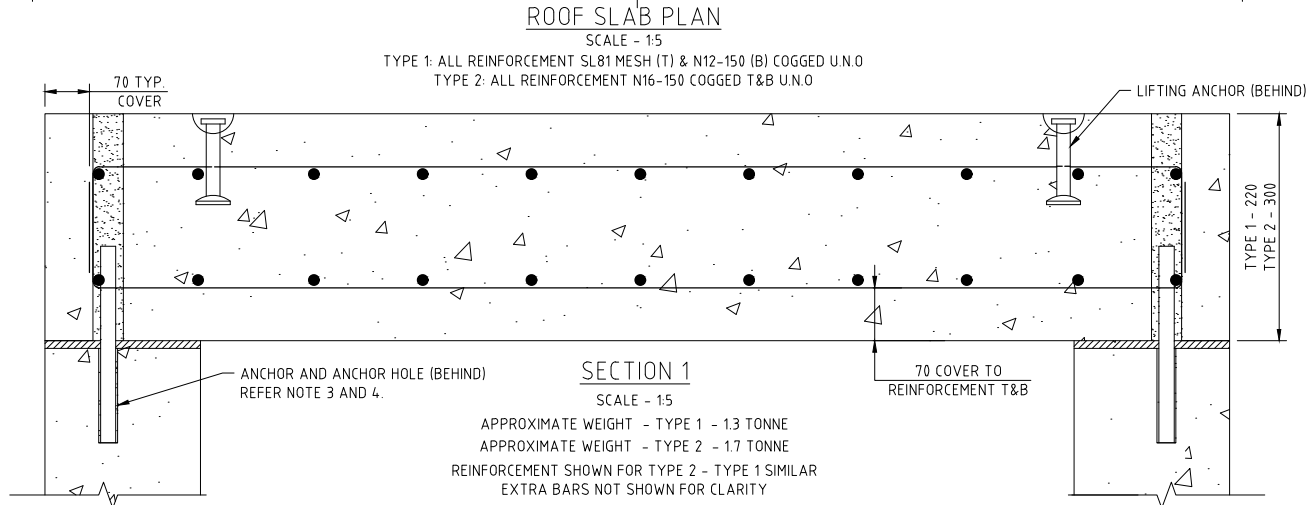 ROOF SLAB PLAN
SCALE - 1:5
TYPE 1: ALL REINFORCEMENT SL81 MESH (T) & N12-150 (B) COGGED U.N.O
TYPE 2: ALL REINFORCEMENT N16-150 COGGED T&B U.N.O
70 TYP.
COVER
LIFTING ANCHOR (BEHIND)
TYPE 1 - 220
TYPE 2 - 300
ANCHOR AND ANCHOR HOLE (BEHIND)
REFER NOTE 3 AND 4.
70 COVER TO
REINFORCEMENT T&B
SECTION 1
SCALE - 1:5
APPROXIMATE WEIGHT - TYPE 1 - 1.3 TONNE
APPROXIMATE WEIGHT - TYPE 2 - 1.7 TONNE
REINFORCEMENT SHOWN FOR TYPE 2 - TYPE 1 SIMILAR
EXTRA BARS NOT SHOWN FOR CLARITY